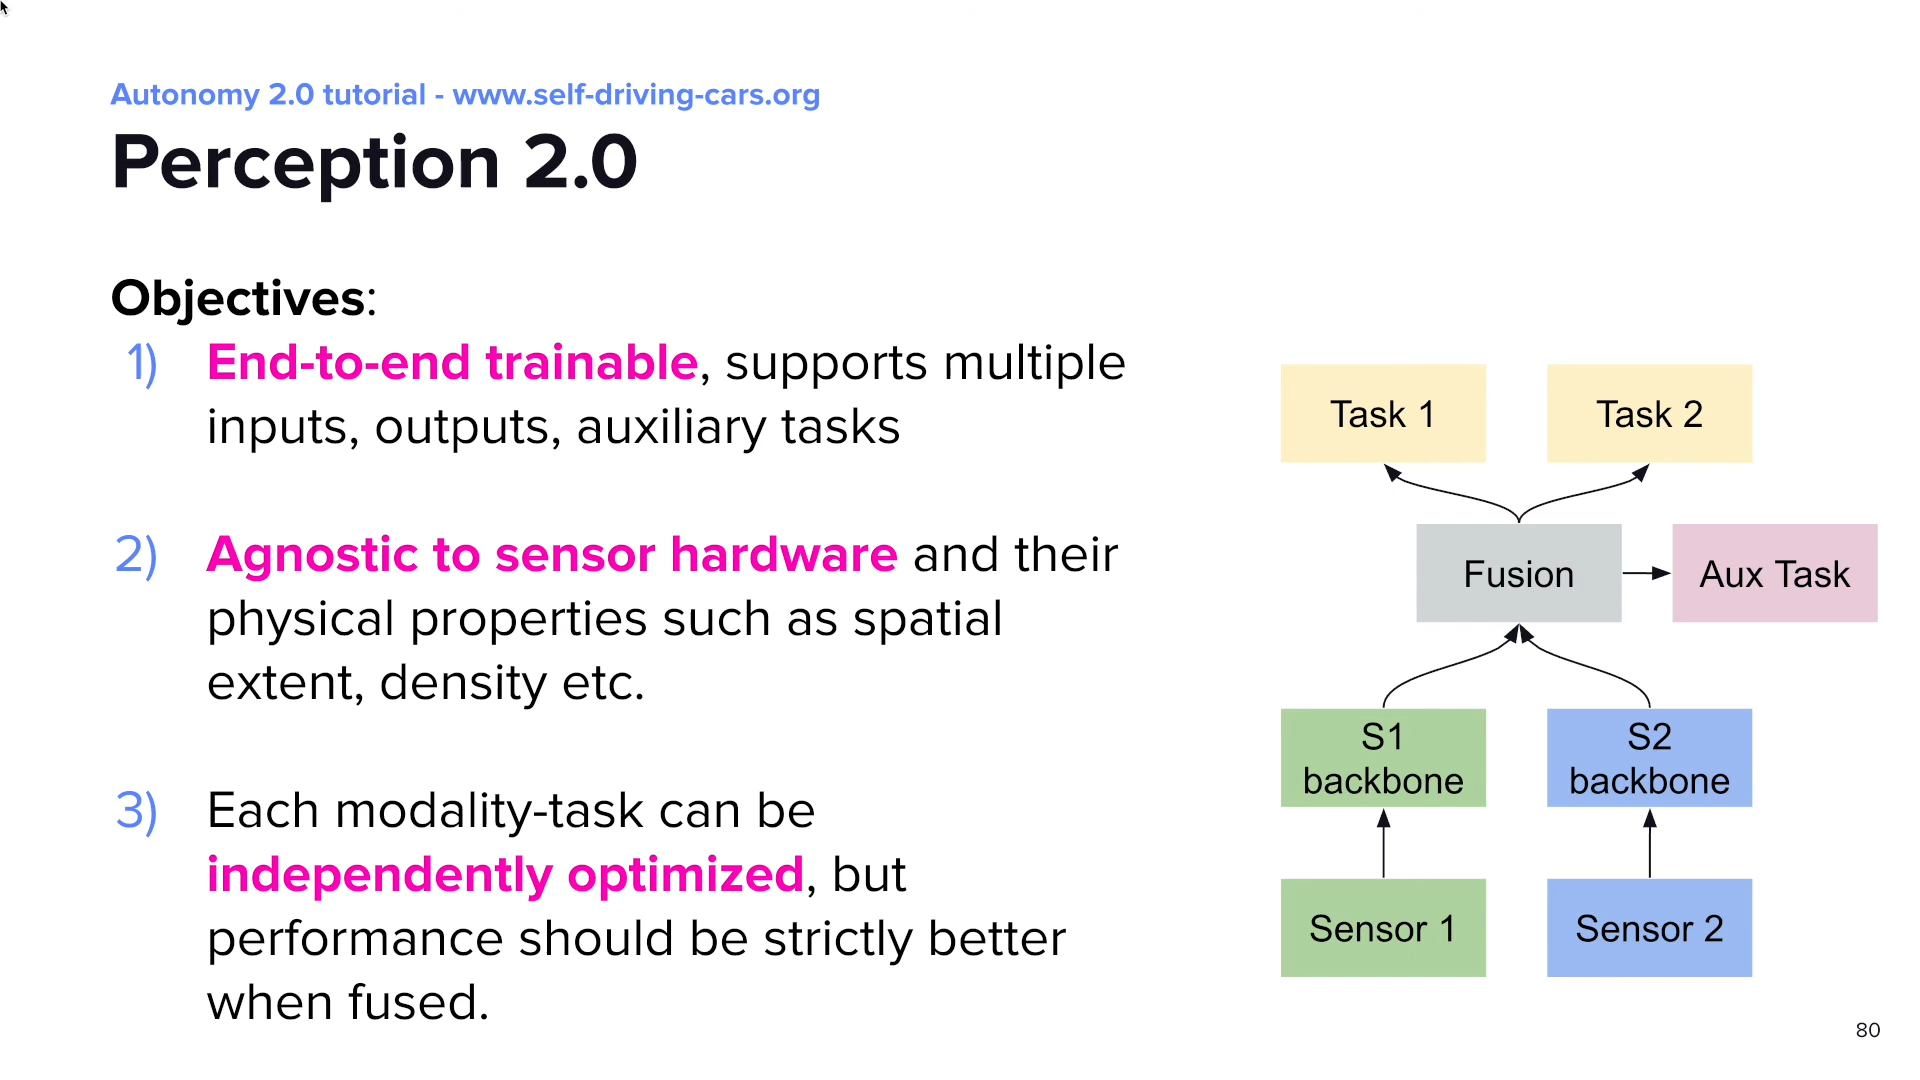 Autonomy 2.0 tutorial - www.self-driving-cars.org
Perception 2.0
Objectives:
1) End-to-end trainable, supports multiple
inputs, outputs, auxiliary tasks
2) Agnostic to sensor hardware and their
physical properties such as spatial
extent, density etc.
3) Each modality-task can be
independently optimized, but
performance should be strictly better
when fused.
Task 1
Task 2
Fusion
Aux Task
S1
backbone
S2
backbone
Sensor 1
Sensor 2
80